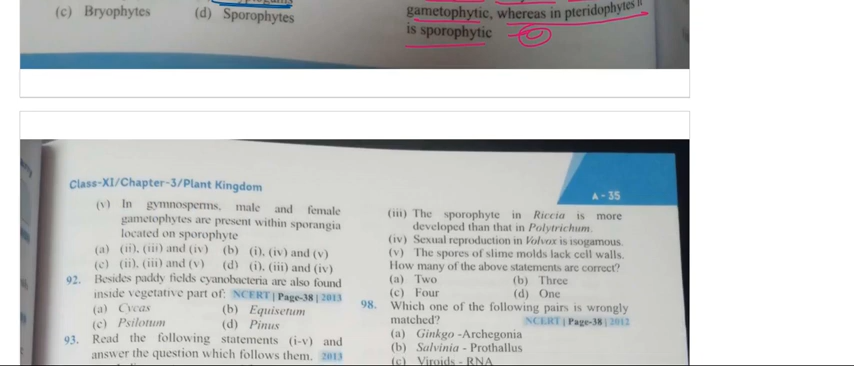 (c) Bryophytes (d) Sporophytes
gametophytic, whereas in pteridophytes it
is sporophytic
Class-XI/Chapter-3/Plant Kingdom
A - 35
(v) In gymnosperms, male and female
gametophytes are present within sporangia
located on sporophyte
(a) (ii), (iii) and (iv) (b) (i), (iv) and (v)
(c) (ii), (iii) and (v) (d) (i), (iii) and (iv)
92. Besides paddy fields cyanobacteria are also found
inside vegetative part of: NCERT | Page-38 | 2013
(a) Cycas (b) Equisetum
(c) Psilotum (d) Pinus
93. Read the following statements (i-v) and
answer the question which follows them. 2013
(iii) The sporophyte in Riccia is more
developed than that in Polytrichum.
(iv) Sexual reproduction in Volvox is isogamous.
(v) The spores of slime molds lack cell walls.
How many of the above statements are correct?
(a) Two (b) Three
(c) Four (d) One
98. Which one of the following pairs is wrongly
matched? NCERT | Page-38 | 2012
(a) Ginkgo -Archegonia
(b) Salvinia - Prothallus
(c) Viroids - RNA